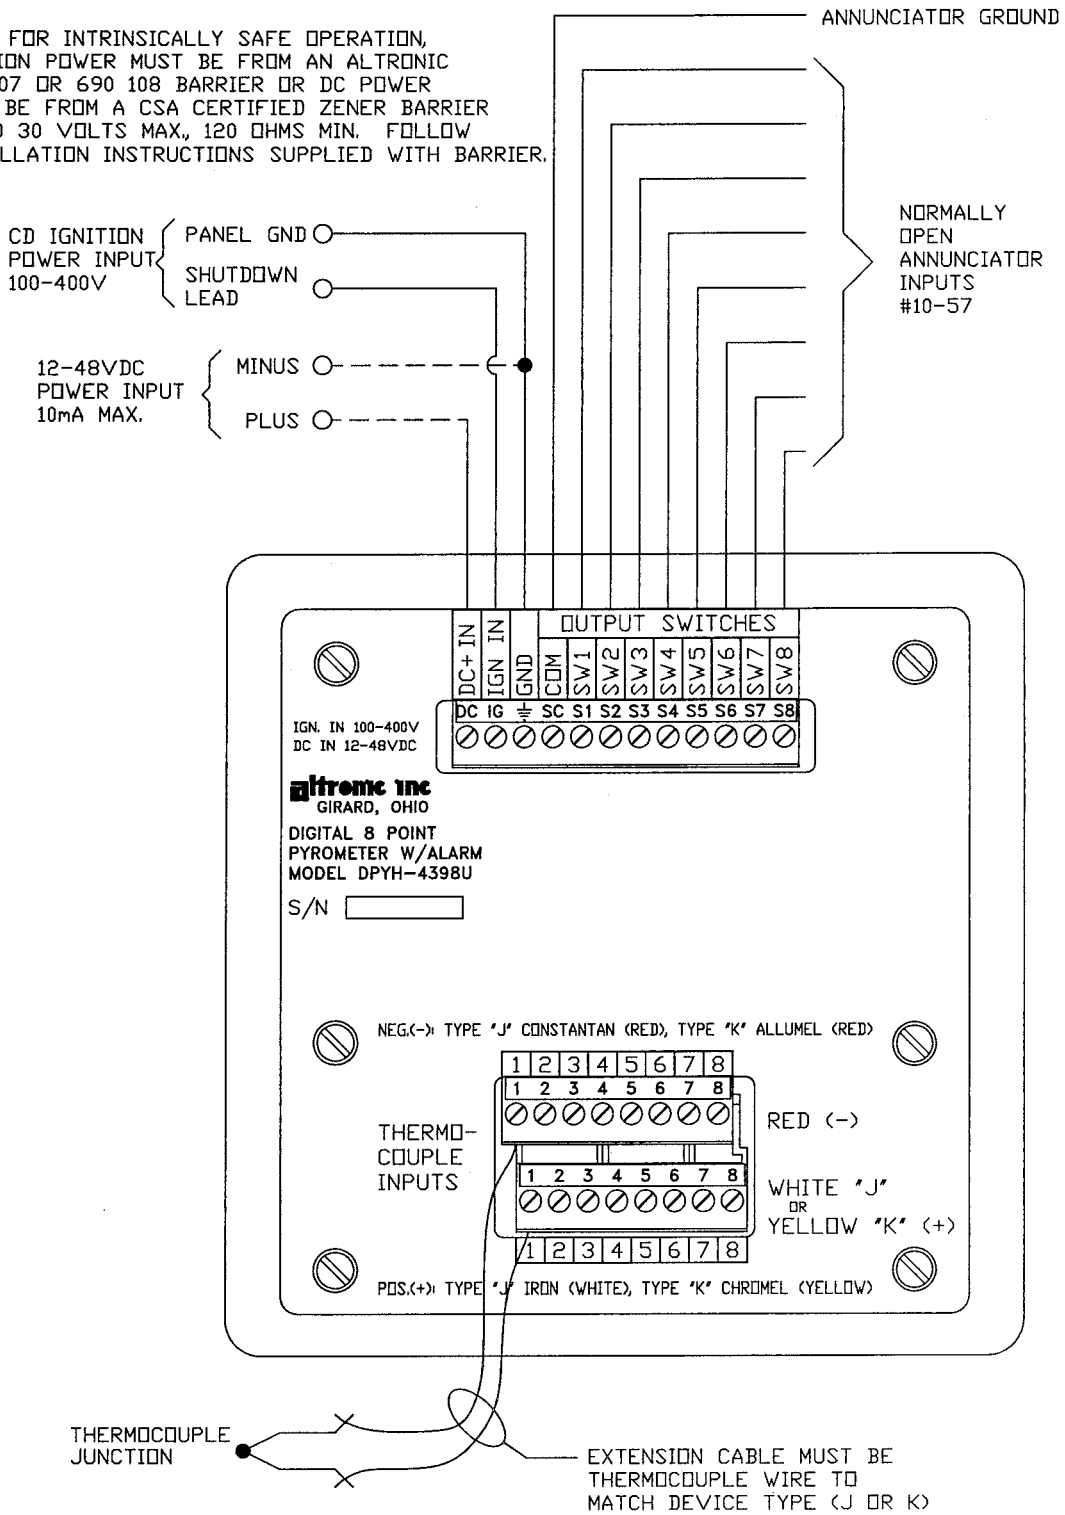 ANNUNCIATOR GROUND
FOR INTRINSICALLY SAFE OPERATION,
ION POWER MUST BE FROM AN ALTRONIC
07 OR 690 108 BARRIER OR DC POWER
BE FROM A CSA CERTIFIED ZENER BARRIER
30 VOLTS MAX., 120 OHMS MIN. FOLLOW
LLATION INSTRUCTIONS SUPPLIED WITH BARRIER.
CD IGNITION
POWER INPUT
100-400V
PANEL GND
SHUTDOWN
LEAD
12-48VDC
POWER INPUT
10mA MAX.
MINUS
PLUS
NORMALLY
OPEN
ANNUNCIATOR
INPUTS
#10-57
OUTPUT SWITCHES
DC+ IN
IGN IN
GND
COM
SW1
SW2
SW3
SW4
SW5
SW6
SW7
SW8
DC IG SC S1 S2 S3 S4 S5 S6 S7 S8
IGN. IN 100-400V
DC IN 12-48VDC
altronic inc
GIRARD, OHIO
DIGITAL 8 POINT
PYROMETER W/ALARM
MODEL DPYH-4398U
S/N
NEG.(-): TYPE "J" CONSTANTAN (RED), TYPE "K" ALLUMEL (RED)
1 2 3 4 5 6 7 8
1 2 3 4 5 6 7 8
RED (-)
THERMO-
COUPLE
INPUTS
1 2 3 4 5 6 7 8
WHITE "J"
OR
YELLOW "K" (+)
1 2 3 4 5 6 7 8
POS.(+): TYPE "J" IRON (WHITE), TYPE "K" CHROMEL (YELLOW)
THERMOCOUPLE
JUNCTION
EXTENSION CABLE MUST BE
THERMOCOUPLE WIRE TO
MATCH DEVICE TYPE (J OR K)